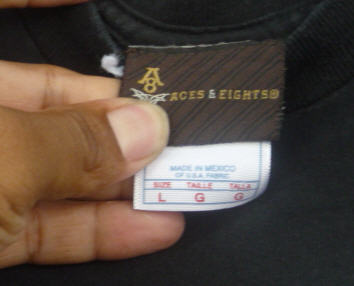 A8
ACES & EIGHTS®
MADE IN MEXICO
OF U.S.A. FABRIC
SIZE TAILLE TALLA
L G G